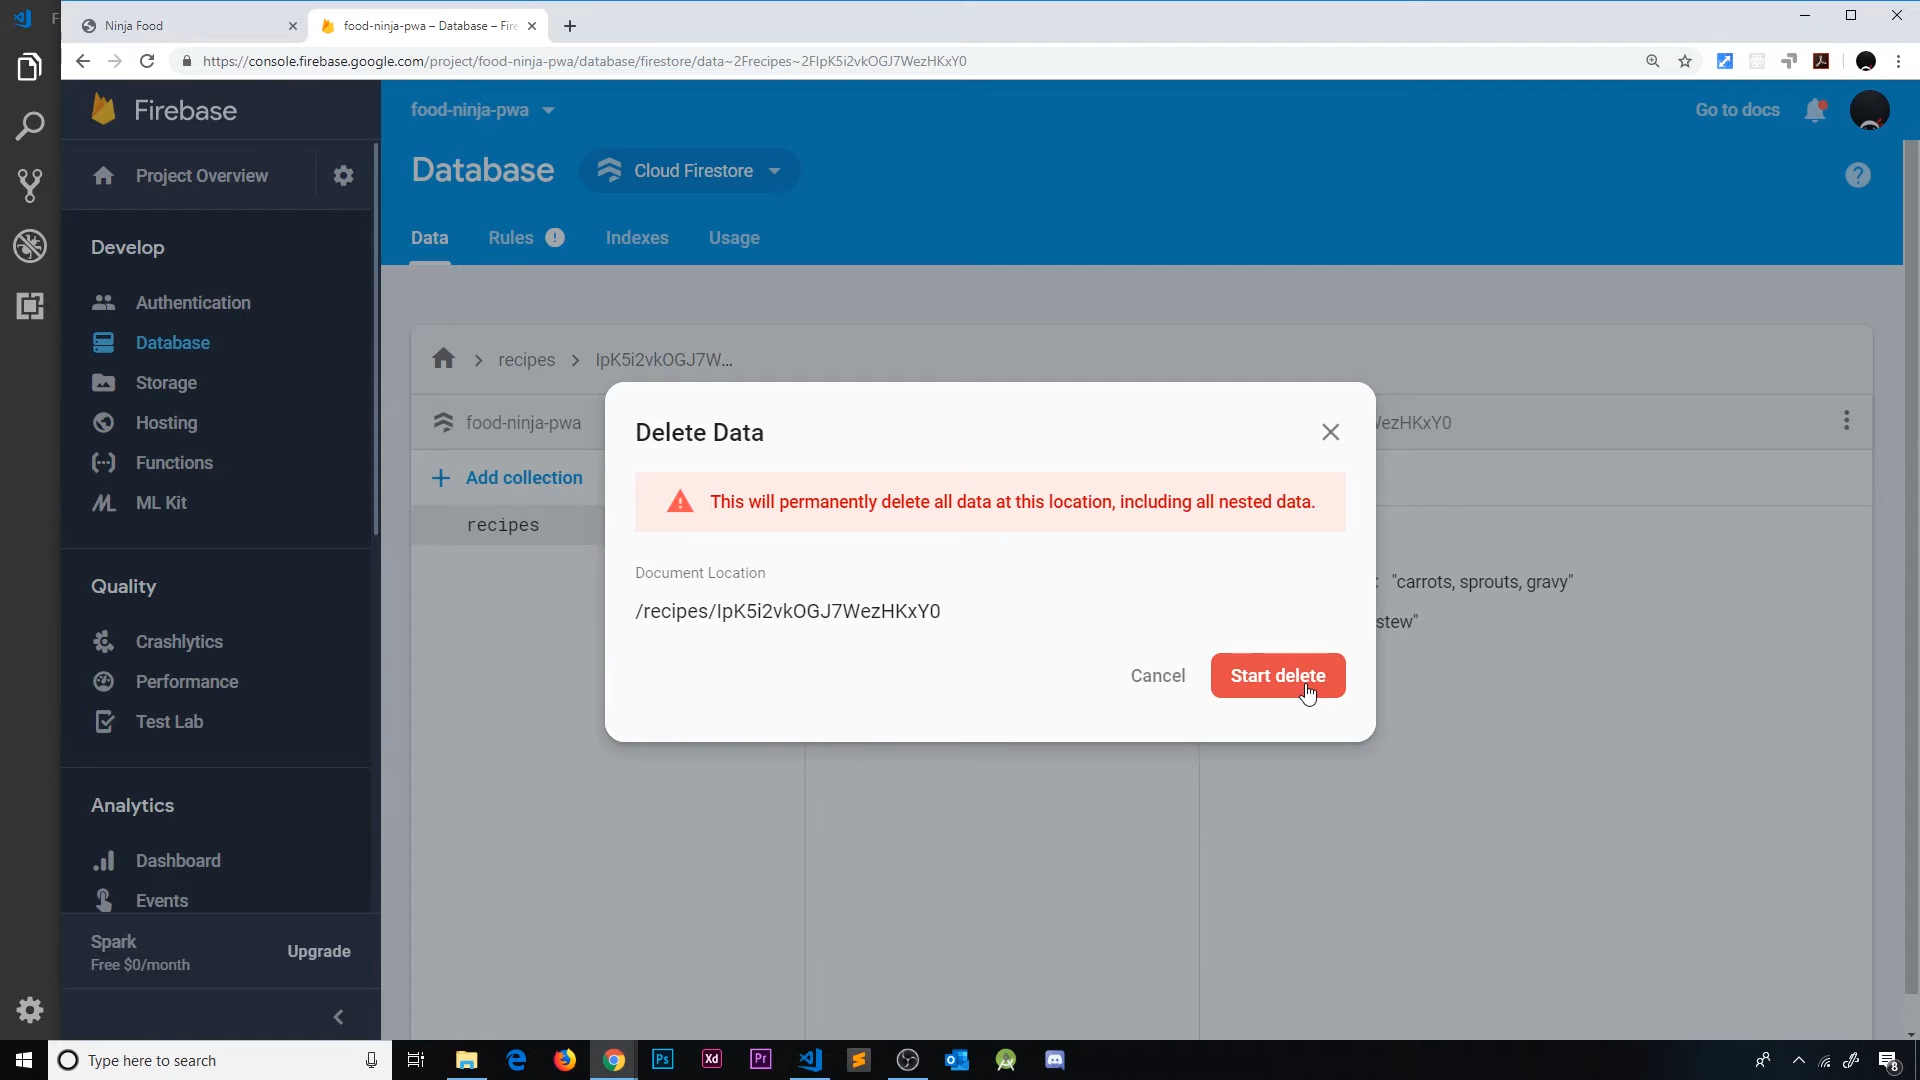 F
Ninja Food
food-ninja-pwa – Database – Fire
https://console.firebase.google.com/project/food-ninja-pwa/database/firestore/data~2Frecipes~2FIpK5i2vkOGJ7WezHKxY0
Firebase
food-ninja-pwa
Go to docs
Project Overview
Database
Cloud Firestore
Data
Rules
Indexes
Usage
Develop
Authentication
Database
Storage
Hosting
Functions
ML Kit
Quality
Crashlytics
Performance
Test Lab
Analytics
Dashboard
Events
Spark
Free $0/month
Upgrade
recipes
IpK5i2vkOGJ7W...
food-ninja-pwa
WezHKxY0
Add collection
recipes
: "carrots, sprouts, gravy"
stew"
Delete Data
This will permanently delete all data at this location, including all nested data.
Document Location
/recipes/IpK5i2vkOGJ7WezHKxY0
Cancel
Start delete
Type here to search
Ps
Xd
Pr
8